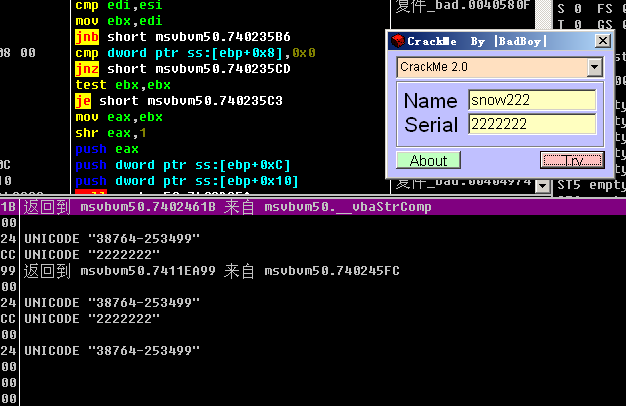 cmp edi,esi
mov ebx,edi
jnb short msvbvm50.740235B6
08 00 cmp dword ptr ss:[ebp+0x8],0x0
jnz short msvbvm50.740235CD
test ebx,ebx
je short msvbvm50.740235C3
mov eax,ebx
shr eax,1
push eax
0C push dword ptr ss:[ebp+0xC]
10 push dword ptr ss:[ebp+0x10]
复件_bad.0040580F
S 0 FS
T 0 GS
CrackMe By |BadBoy|
CrackMe 2.0
Name snow222
Serial 2222222
About Try
复件_bad.00404974
ST5 empty
1B 返回到 msvbvm50.7402461B 来自 msvbvm50.__vbaStrComp
00
24 UNICODE "38764-253499"
CC UNICODE "2222222"
99 返回到 msvbvm50.7411EA99 来自 msvbvm50.740245FC
00
24 UNICODE "38764-253499"
CC UNICODE "2222222"
00
24 UNICODE "38764-253499"
00
00
00